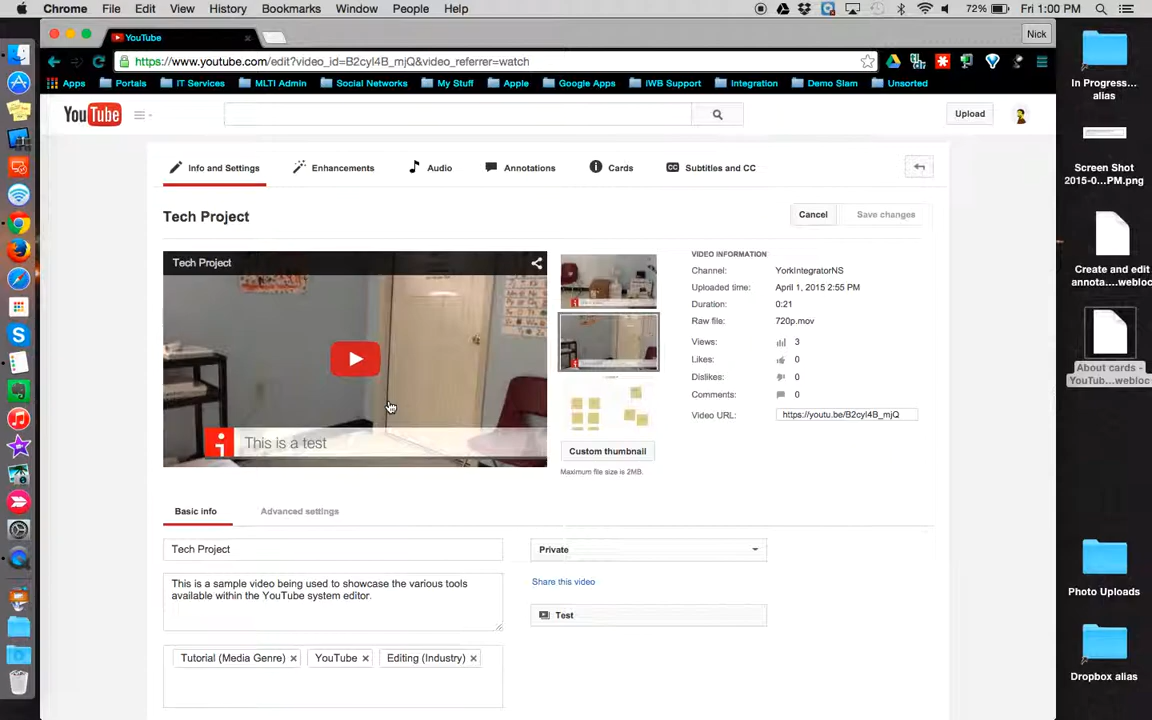 Chrome File Edit View History Bookmarks Window People Help 72% Fri 1:00 PM
YouTube Nick
https://www.youtube.com/edit?video_id=B2cyl4B_mjQ&video_referrer=watch
Apps Portals IT Services MLTI Admin Social Networks My Stuff Apple Google Apps IWB Support Integration Demo Slam Unsorted
YouTube Upload
Info and Settings Enhancements Audio Annotations Cards CC Subtitles and CC
Tech Project Cancel Save changes
Tech Project
This is a test
Custom thumbnail
Maximum file size is 2MB.
VIDEO INFORMATION
Channel: YorkIntegratorNS
Uploaded time: April 1, 2015 2:55 PM
Duration: 0:21
Raw file: 720p.mov
Views: 3
Likes: 0
Dislikes: 0
Comments: 0
Video URL: https://youtu.be/B2cyl4B_mjQ
Basic info Advanced settings
Tech Project
This is a sample video being used to showcase the various tools
available within the YouTube system editor.
Tutorial (Media Genre) × YouTube × Editing (Industry) ×
Private
Share this video
Test
In Progress...
alias
Screen Shot
2015-0...PM.png
Create and edit
annota....webloc
About cards -
YouTub...webloc
Photo Uploads
Dropbox alias